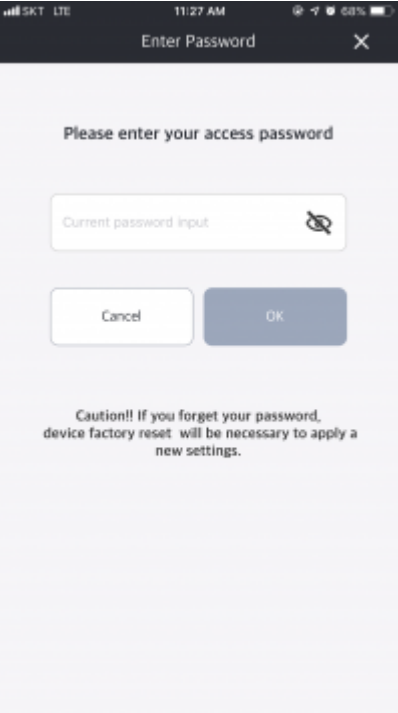 SKT LTE 11:27 AM 68%
Enter Password
Please enter your access password
Current password input
Cancel OK
Caution!! If you forget your password,
device factory reset will be necessary to apply a
new settings.